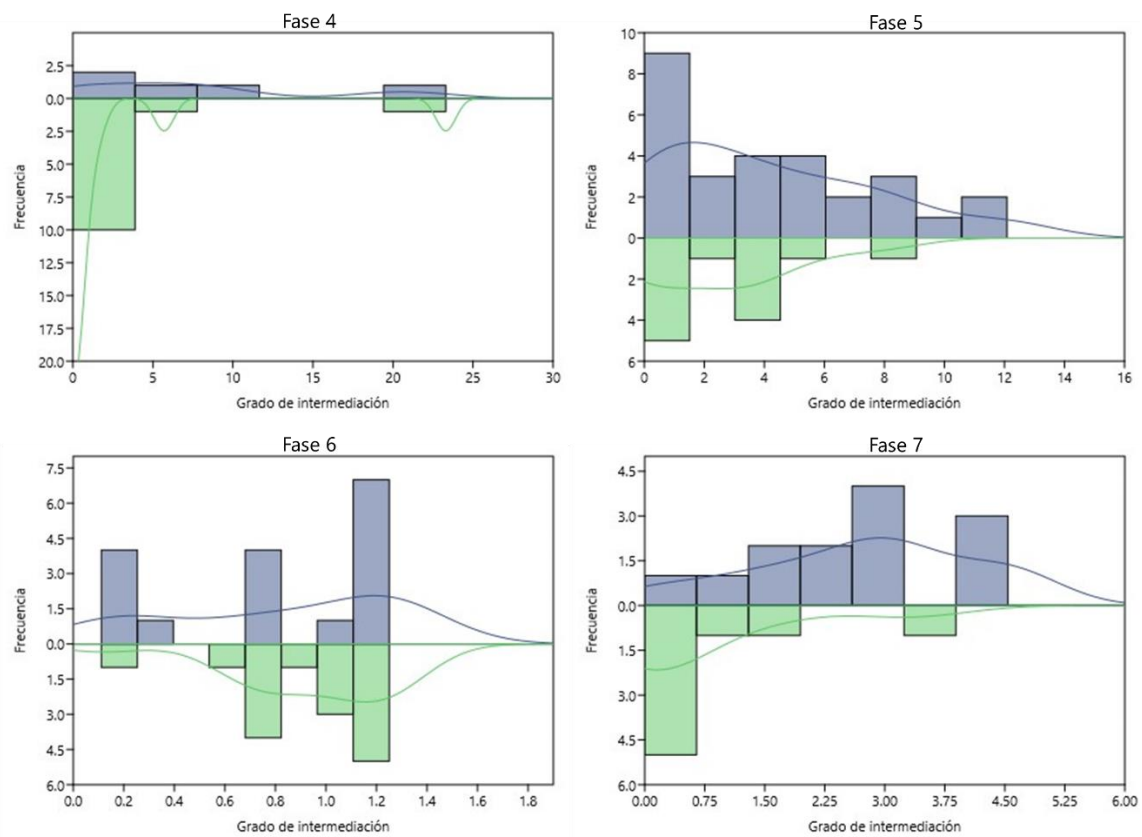 Fase 4
Frecuencia
2.5
0.0
2.5
5.0
7.5
10.0
12.5
15.0
17.5
20.0
0 5 10 15 20 25 30
Grado de intermediación
Fase 5
Frecuencia
10
8
6
4
2
0
2
4
6
0 2 4 6 8 10 12 14 16
Grado de intermediación
Fase 6
Frecuencia
7.5
6.0
4.5
3.0
1.5
0.0
1.5
3.0
4.5
6.0
0.0 0.2 0.4 0.6 0.8 1.0 1.2 1.4 1.6 1.8
Grado de intermediación
Fase 7
Frecuencia
4.5
3.0
1.5
0.0
1.5
3.0
4.5
6.0
0.00 0.75 1.50 2.25 3.00 3.75 4.50 5.25 6.00
Grado de intermediación